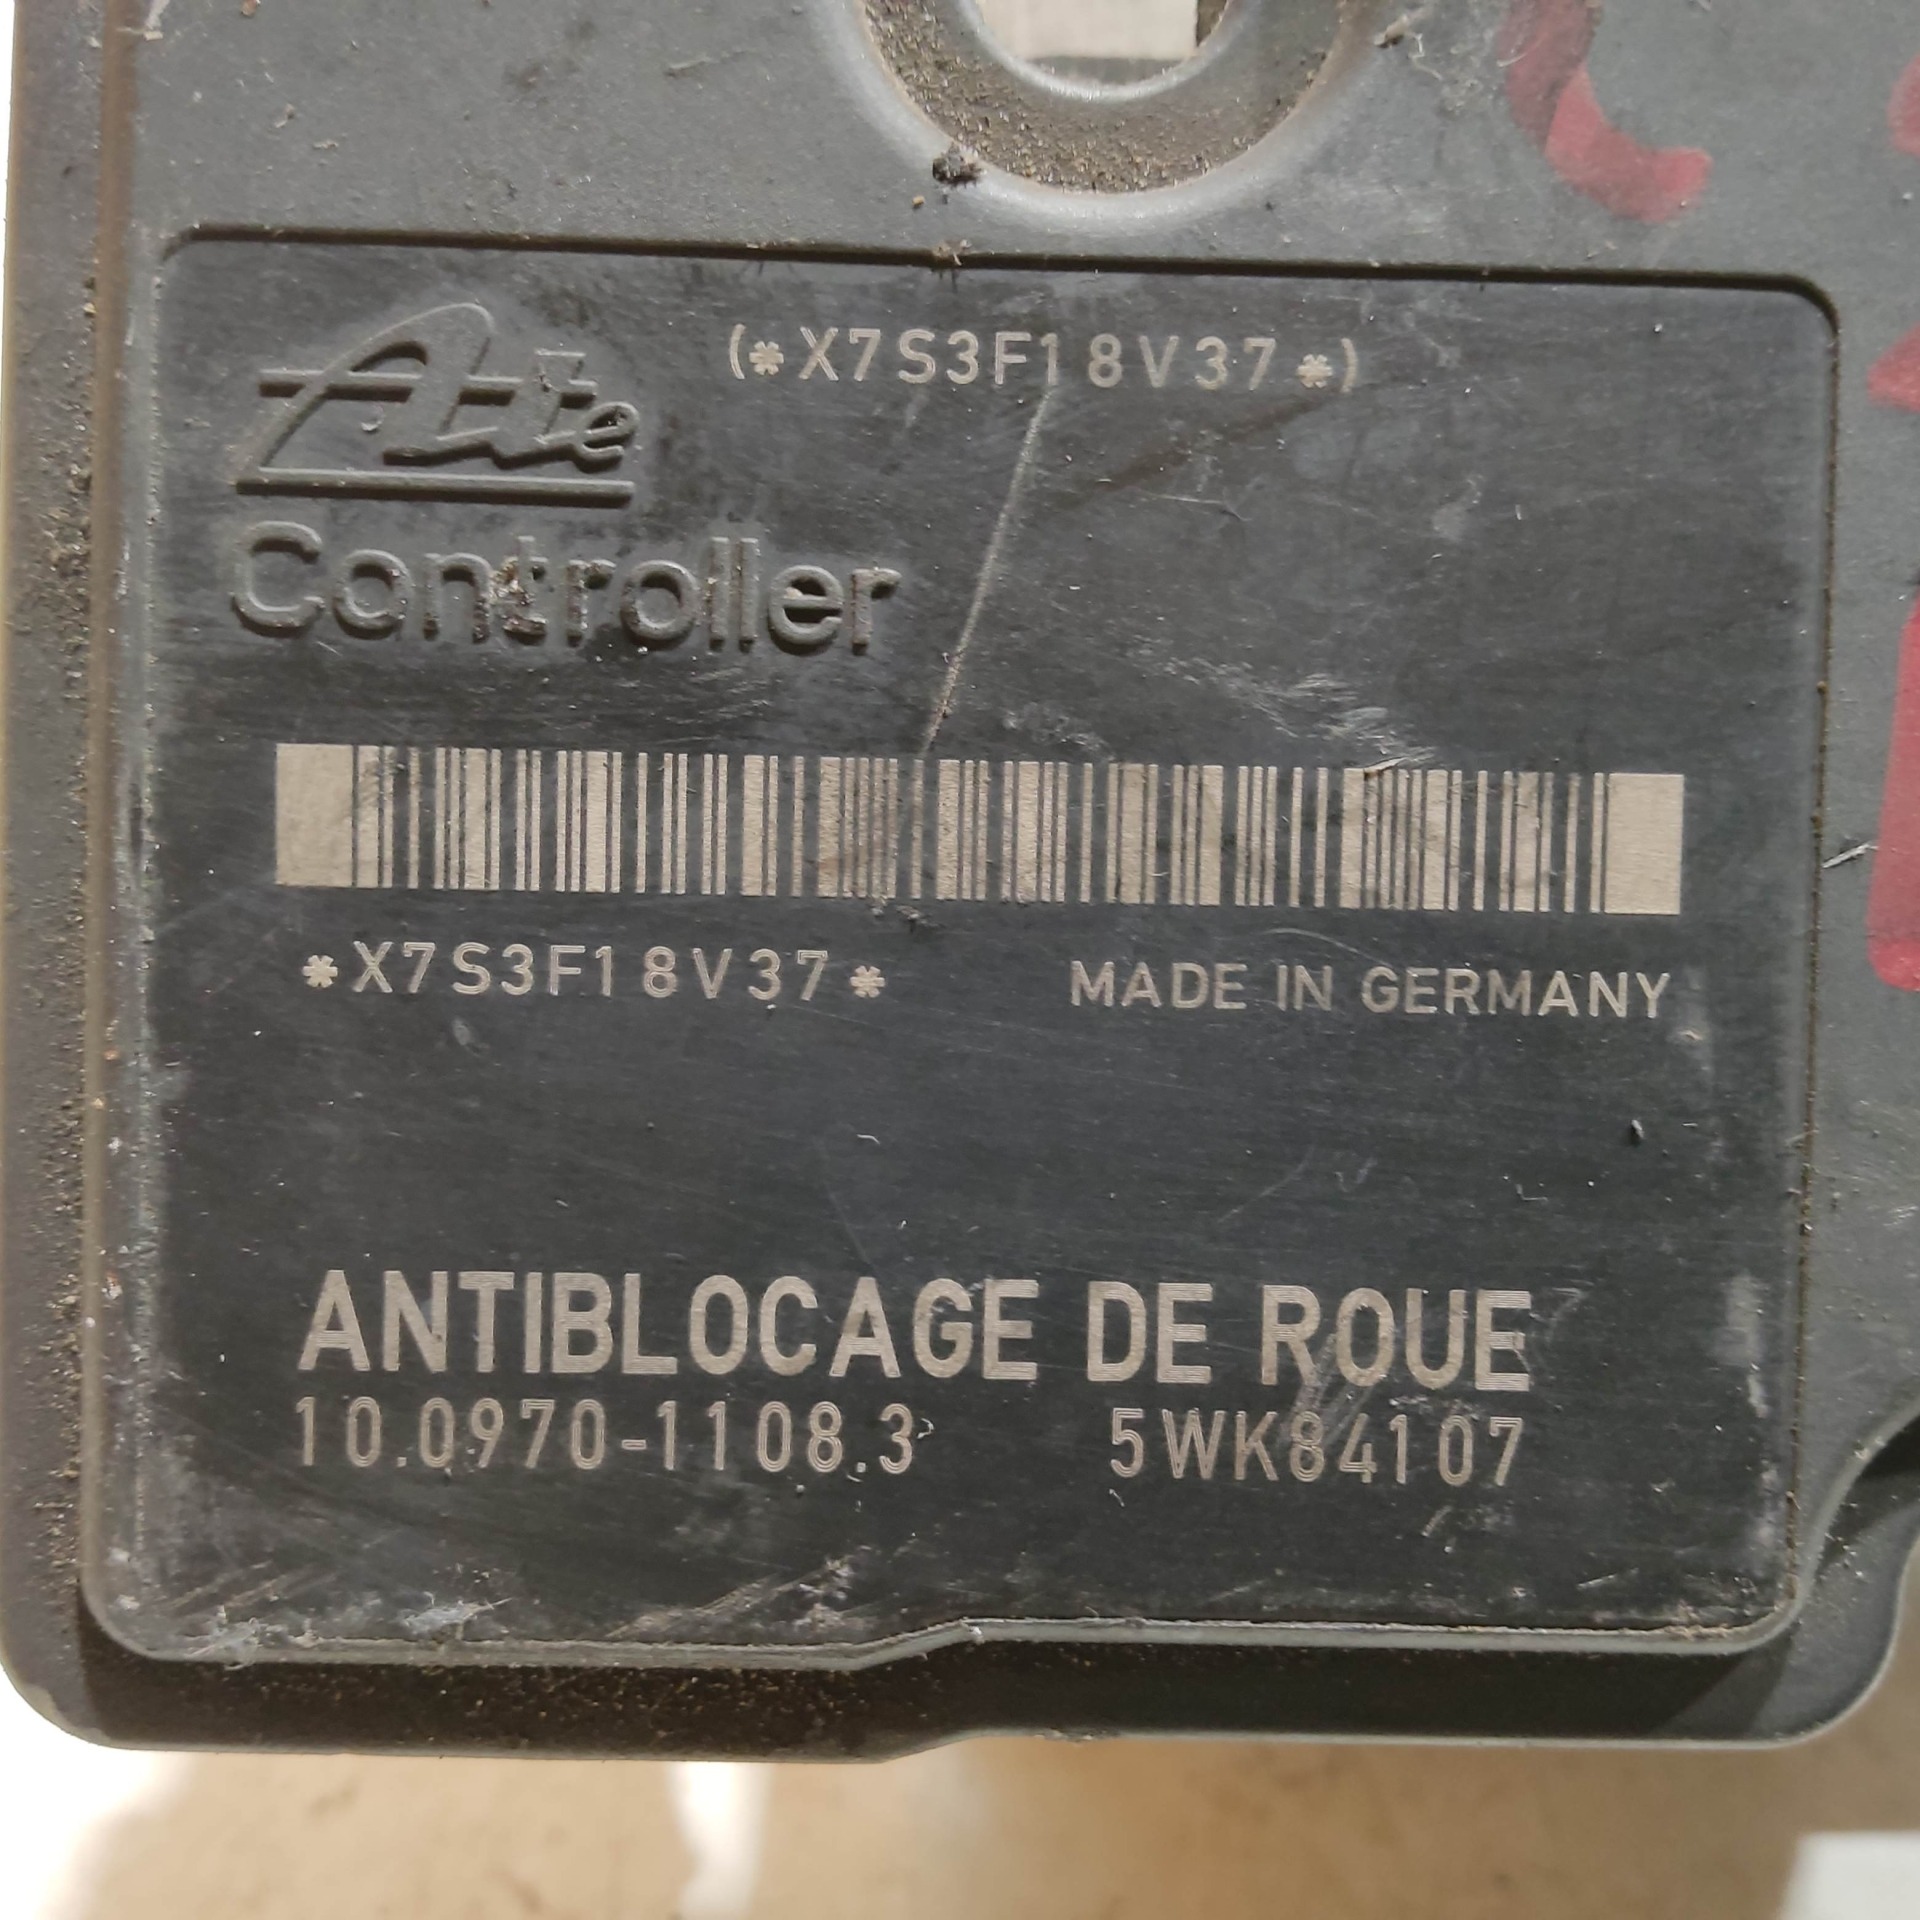 (*X7S3F18V37*)
Ate
Controller
*X7S3F18V37* MADE IN GERMANY
ANTIBLOCAGE DE ROUE
10.0970-1108.3 5WK84107